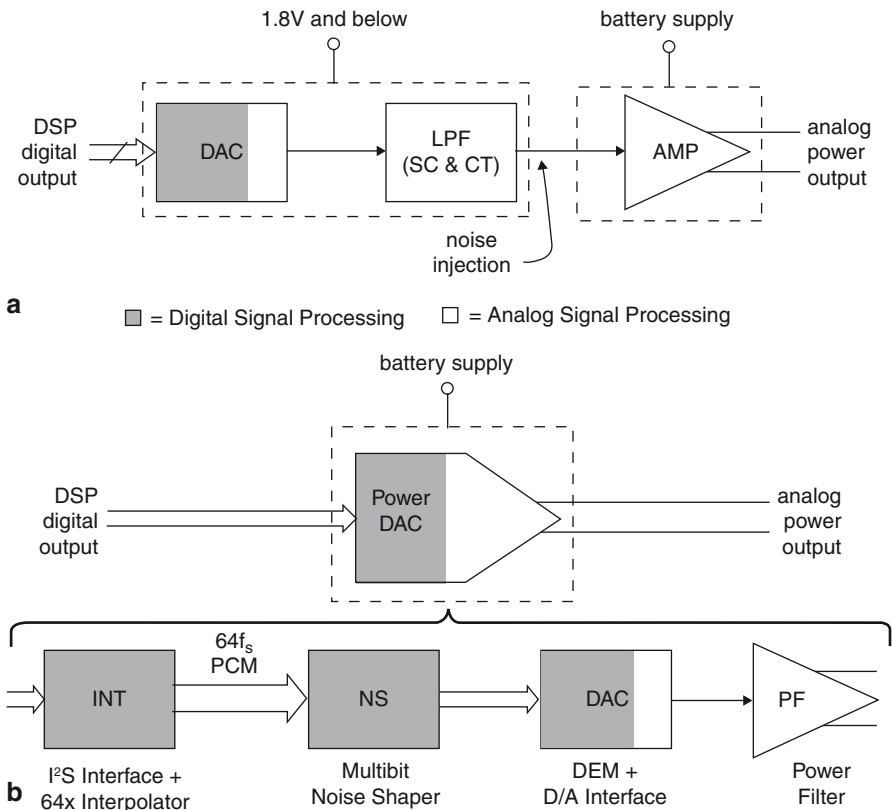 1.8V and below
battery supply
DSP
digital
output
DAC
LPF
(SC & CT)
AMP
analog
power
output
noise
injection
a
= Digital Signal Processing
= Analog Signal Processing
battery supply
DSP
digital
output
Power
DAC
analog
power
output
64fs
PCM
INT
NS
DAC
PF
I²S Interface +
64x Interpolator
Multibit
Noise Shaper
DEM +
D/A Interface
Power
Filter
b